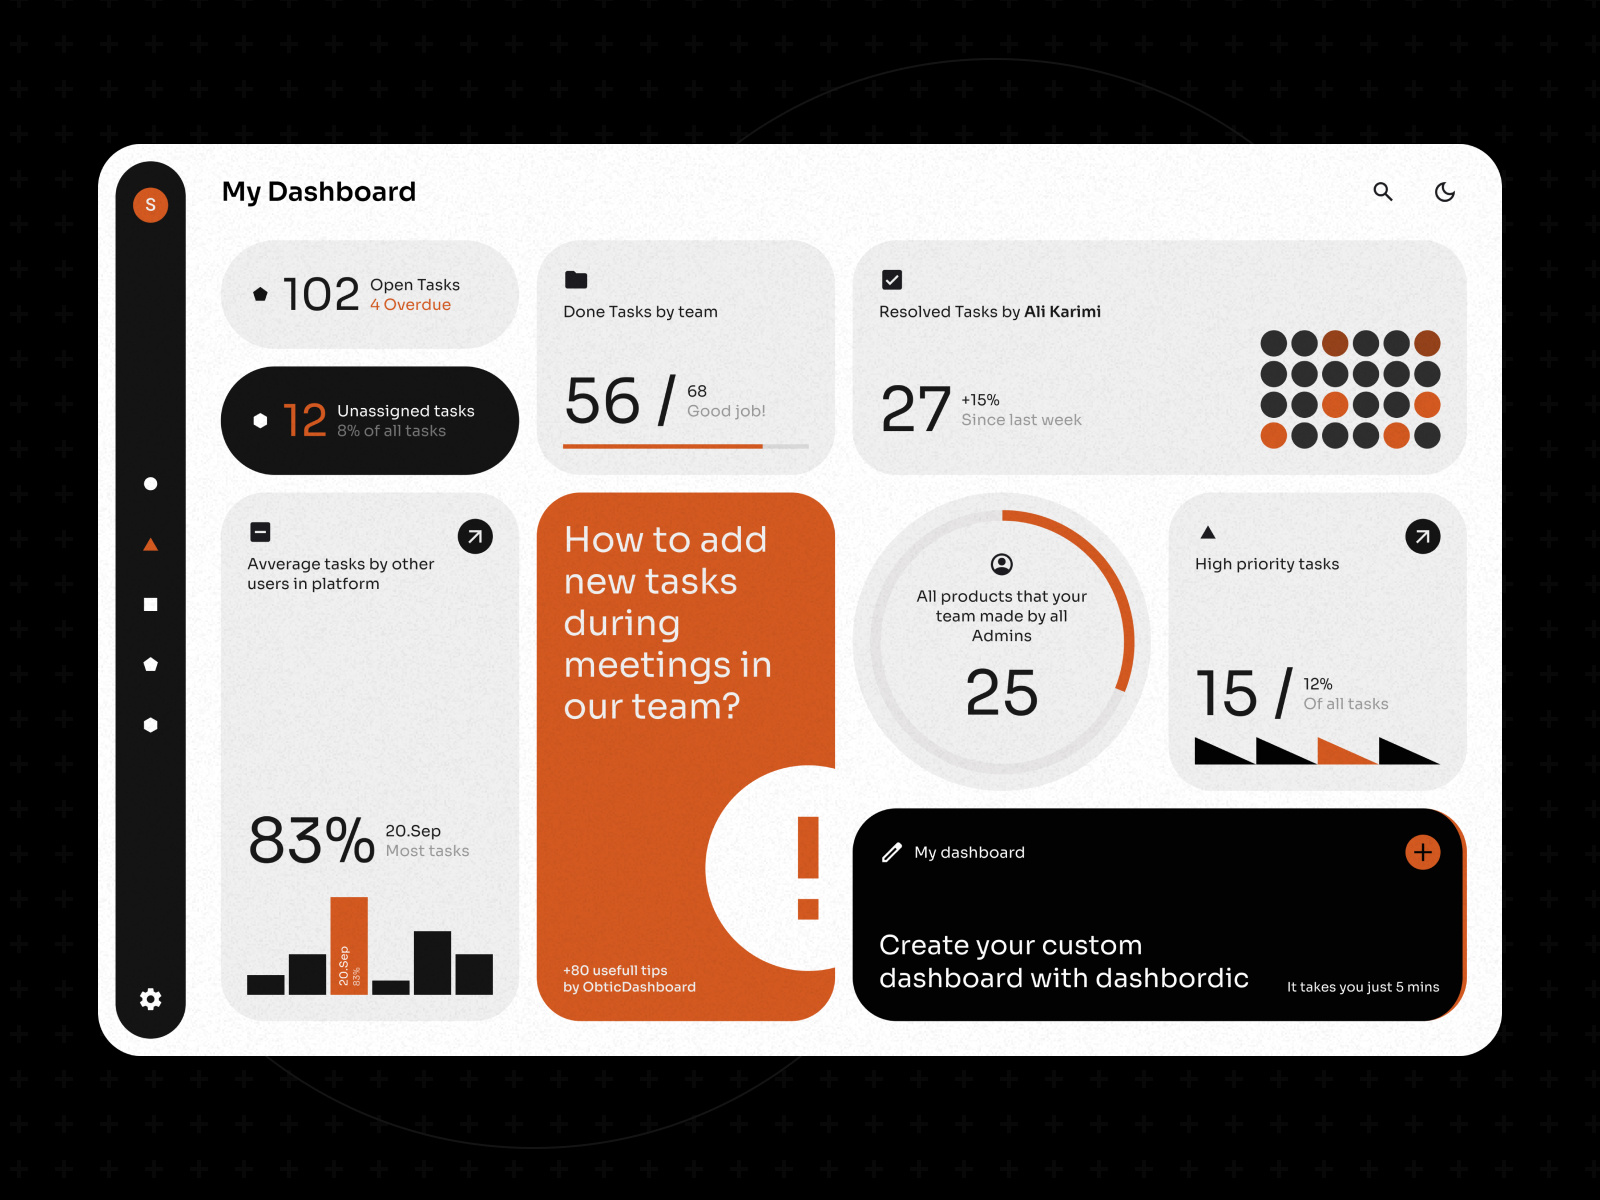 S
My Dashboard
102
Open Tasks
4 Overdue
12
Unassigned tasks
8% of all tasks
Done Tasks by team
56 /
68
Good job!
Resolved Tasks by Ali Karimi
27
+15%
Since last week
Avverage tasks by other
users in platform
83%
20.Sep
Most tasks
20.Sep
83%
How to add
new tasks
during
meetings in
our team?
!
+80 usefull tips
by ObticDashboard
All products that your
team made by all
Admins
25
High priority tasks
15 /
12%
Of all tasks
My dashboard
Create your custom
dashboard with dashbordic
It takes you just 5 mins